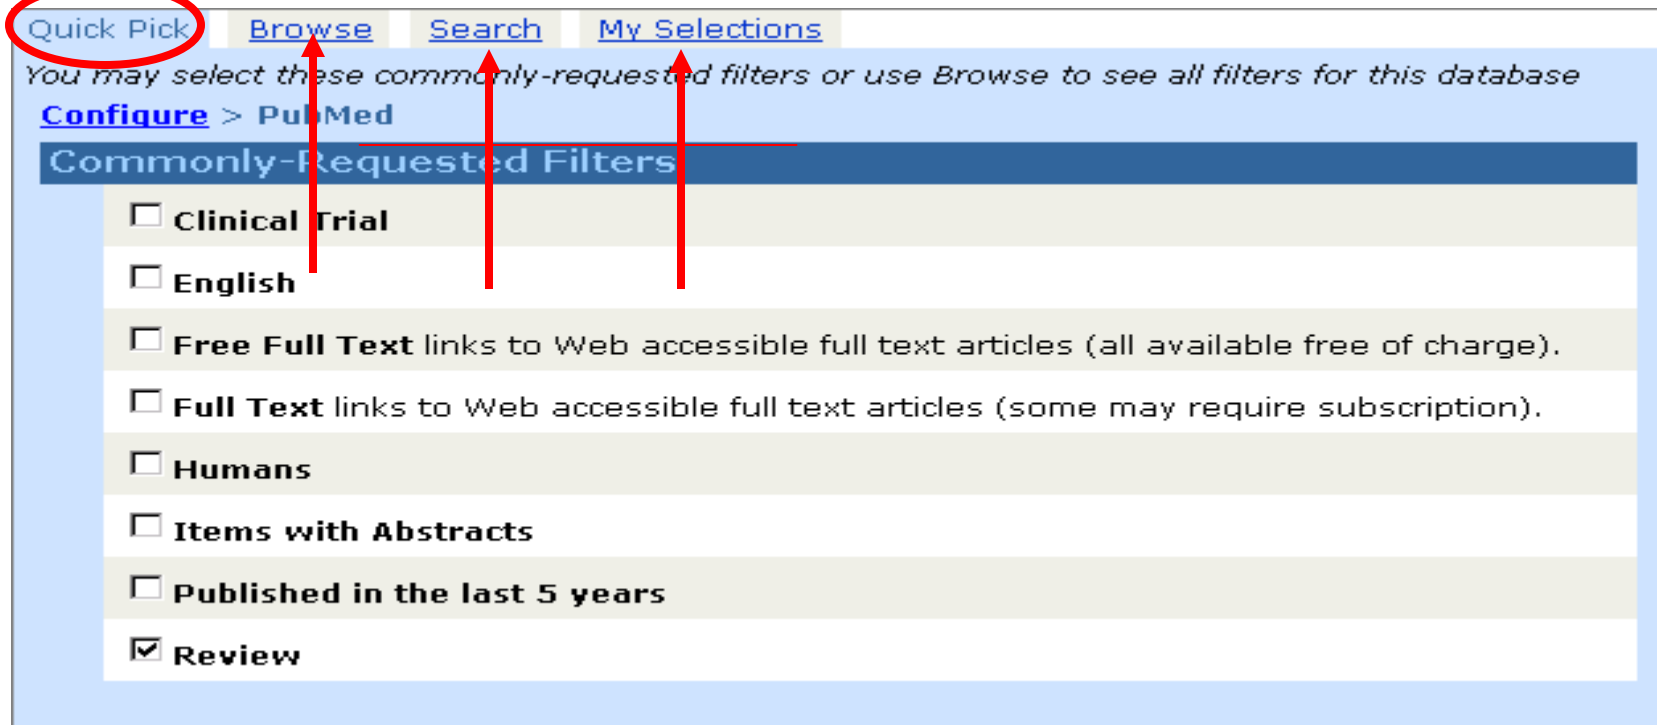 Quick Pick Browse Search My Selections
You may select these commonly-requested filters or use Browse to see all filters for this database
Configure > PubMed
Commonly-Requested Filters
Clinical Trial
English
Free Full Text links to Web accessible full text articles (all available free of charge).
Full Text links to Web accessible full text articles (some may require subscription).
Humans
Items with Abstracts
Published in the last 5 years
Review